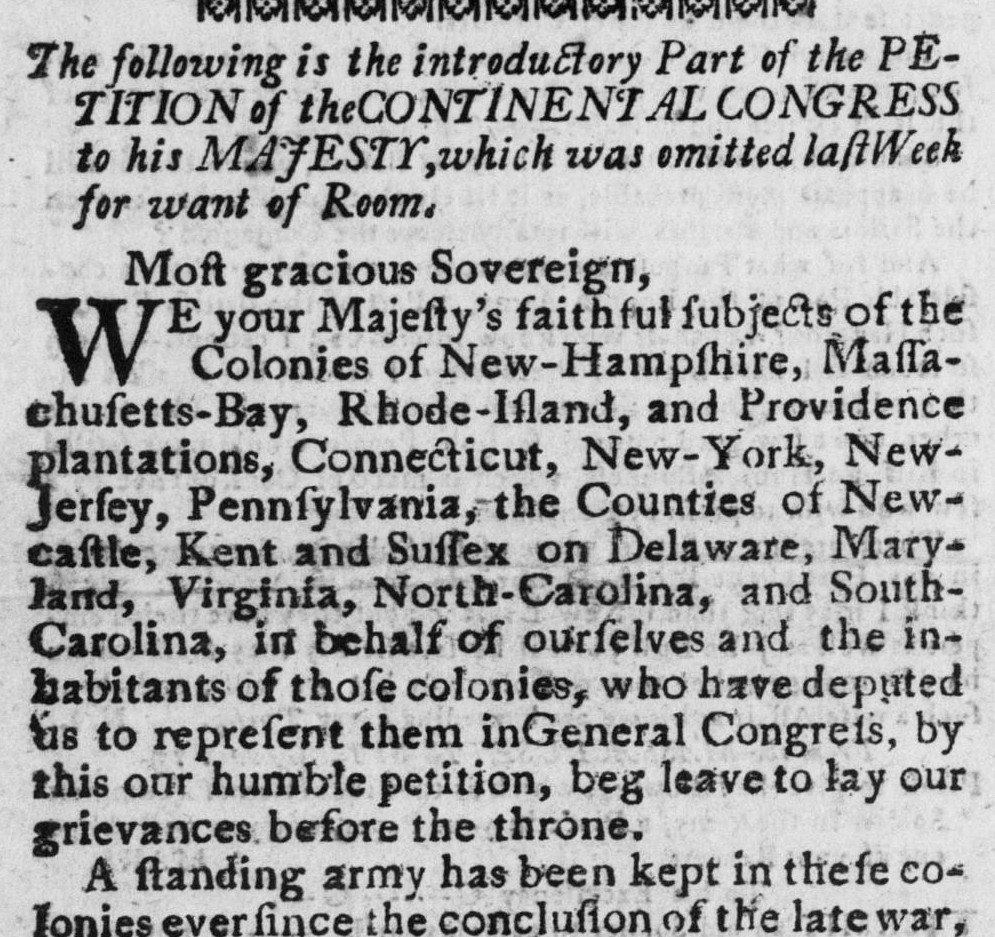 The following is the introductory Part of the PE-
TITION of the CONTINENTAL CONGRESS
to his MAJESTY, which was omitted laſt Week
for want of Room.
Moſt gracious Sovereign,
WE your Majeſty's faithful ſubjects of the
Colonies of New-Hampſhire, Maſſa-
chuſetts-Bay, Rhode-Iſland, and Providence
plantations, Connecticut, New-York, New-
Jerſey, Pennſylvania, the Counties of New-
caſtle, Kent and Suſſex on Delaware, Mary-
land, Virginia, North-Carolina, and South-
Carolina, in behalf of ourſelves and the in-
habitants of thoſe colonies, who have deputed
us to repreſent them in General Congreſs, by
this our humble petition, beg leave to lay our
grievances before the throne.
A ſtanding army has been kept in theſe co-
lonies ever ſince the concluſion of the late war,